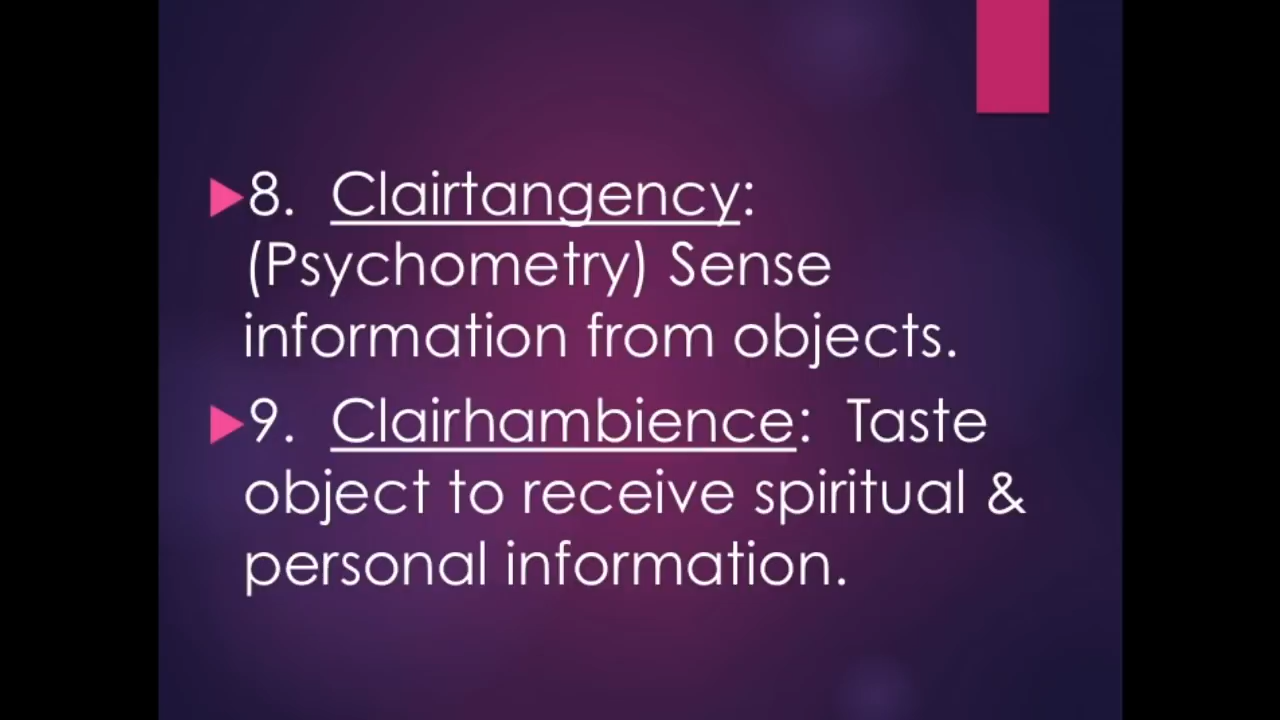 8. Clairtangency:
(Psychometry) Sense
information from objects.
9. Clairhambience: Taste
object to receive spiritual &
personal information.